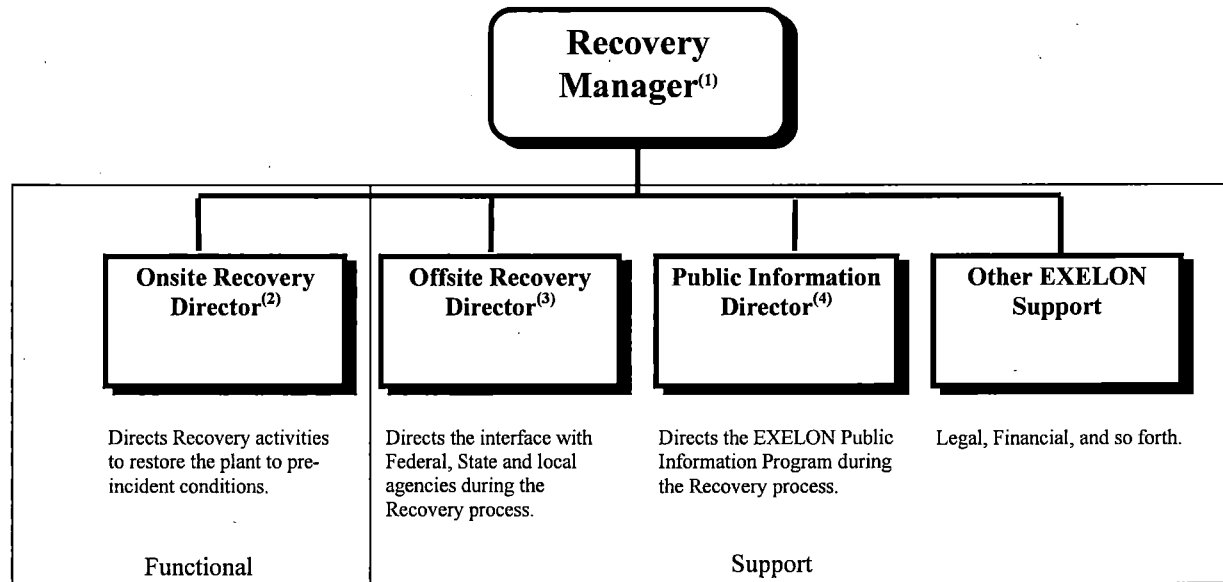 Recovery
Manager(1)
Onsite Recovery
Director(2)
Offsite Recovery
Director(3)
Public Information
Director(4)
Other EXELON
Support
Directs Recovery activities
to restore the plant to pre-
incident conditions.
Directs the interface with
Federal, State and local
agencies during the
Recovery process.
Directs the EXELON Public
Information Program during
the Recovery process.
Legal, Financial, and so forth.
Functional
Support